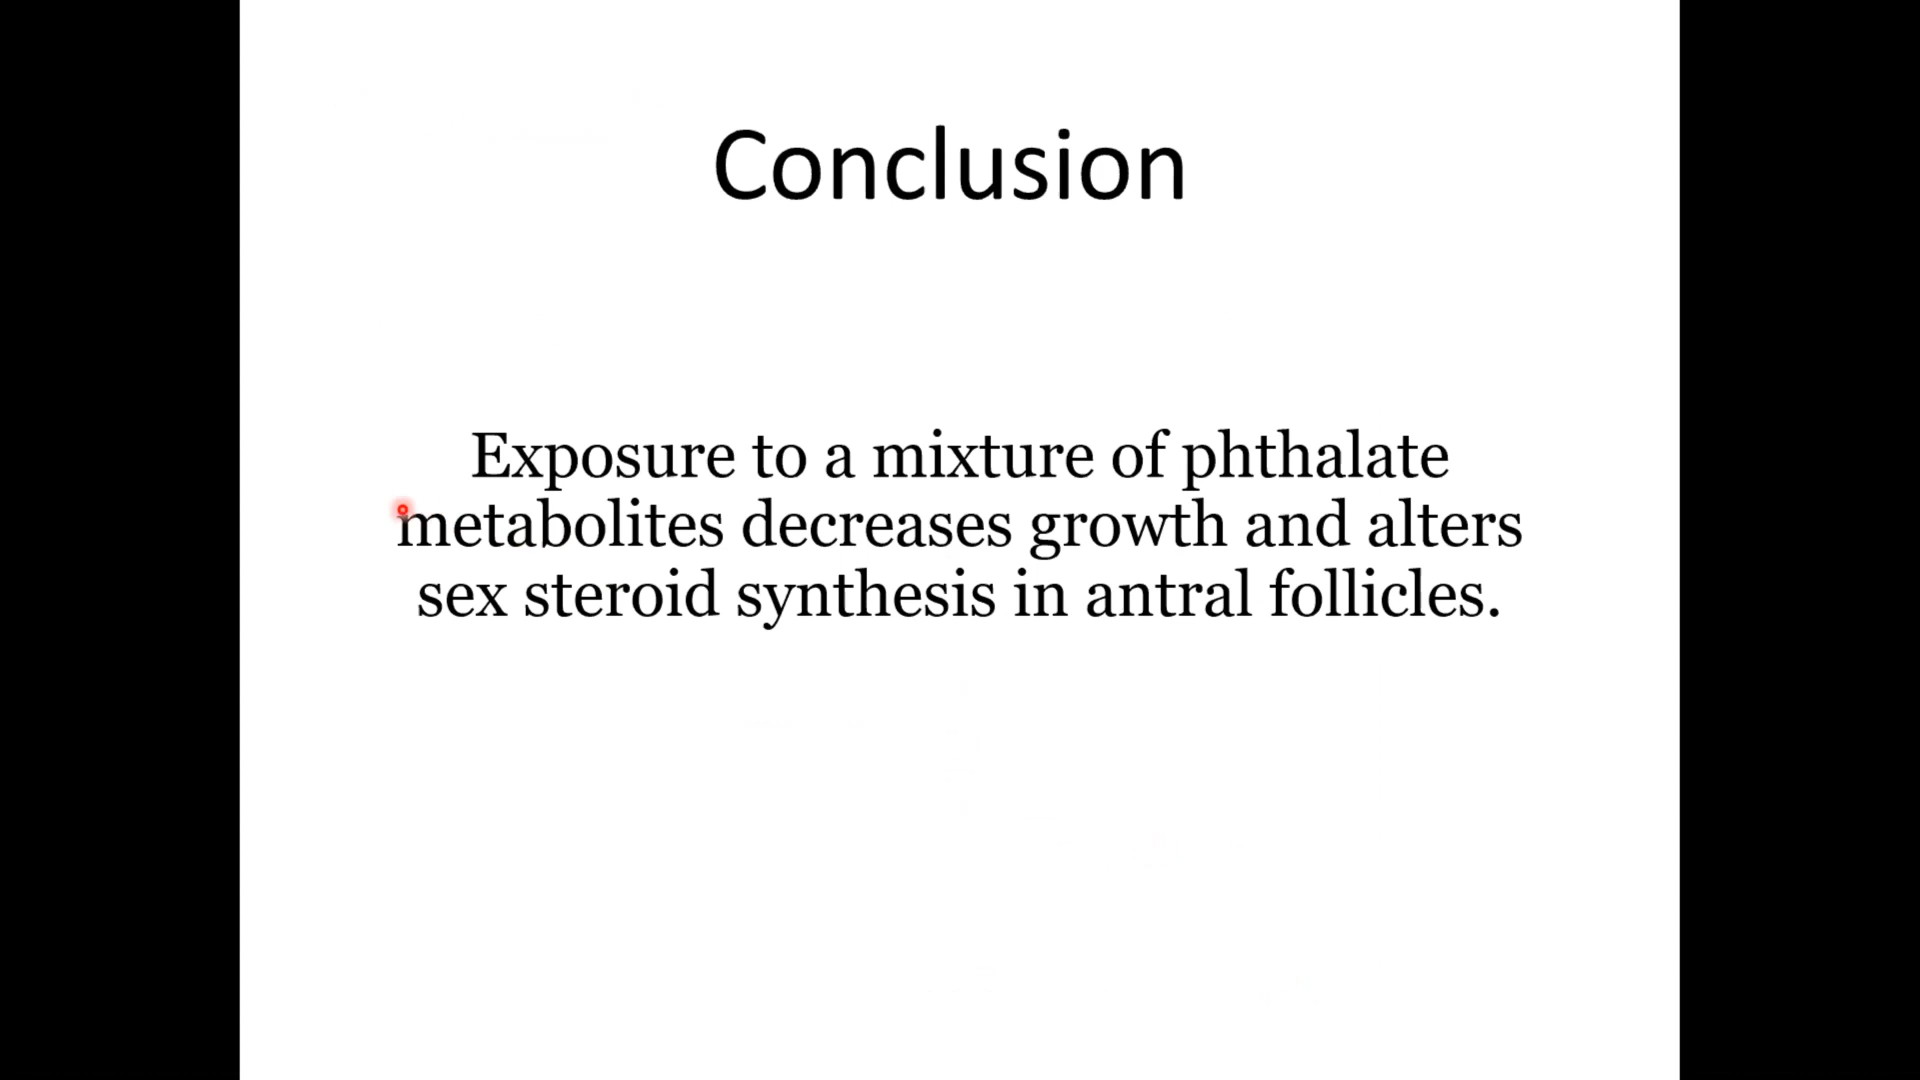 Conclusion
Exposure to a mixture of phthalate
metabolites decreases growth and alters
sex steroid synthesis in antral follicles.